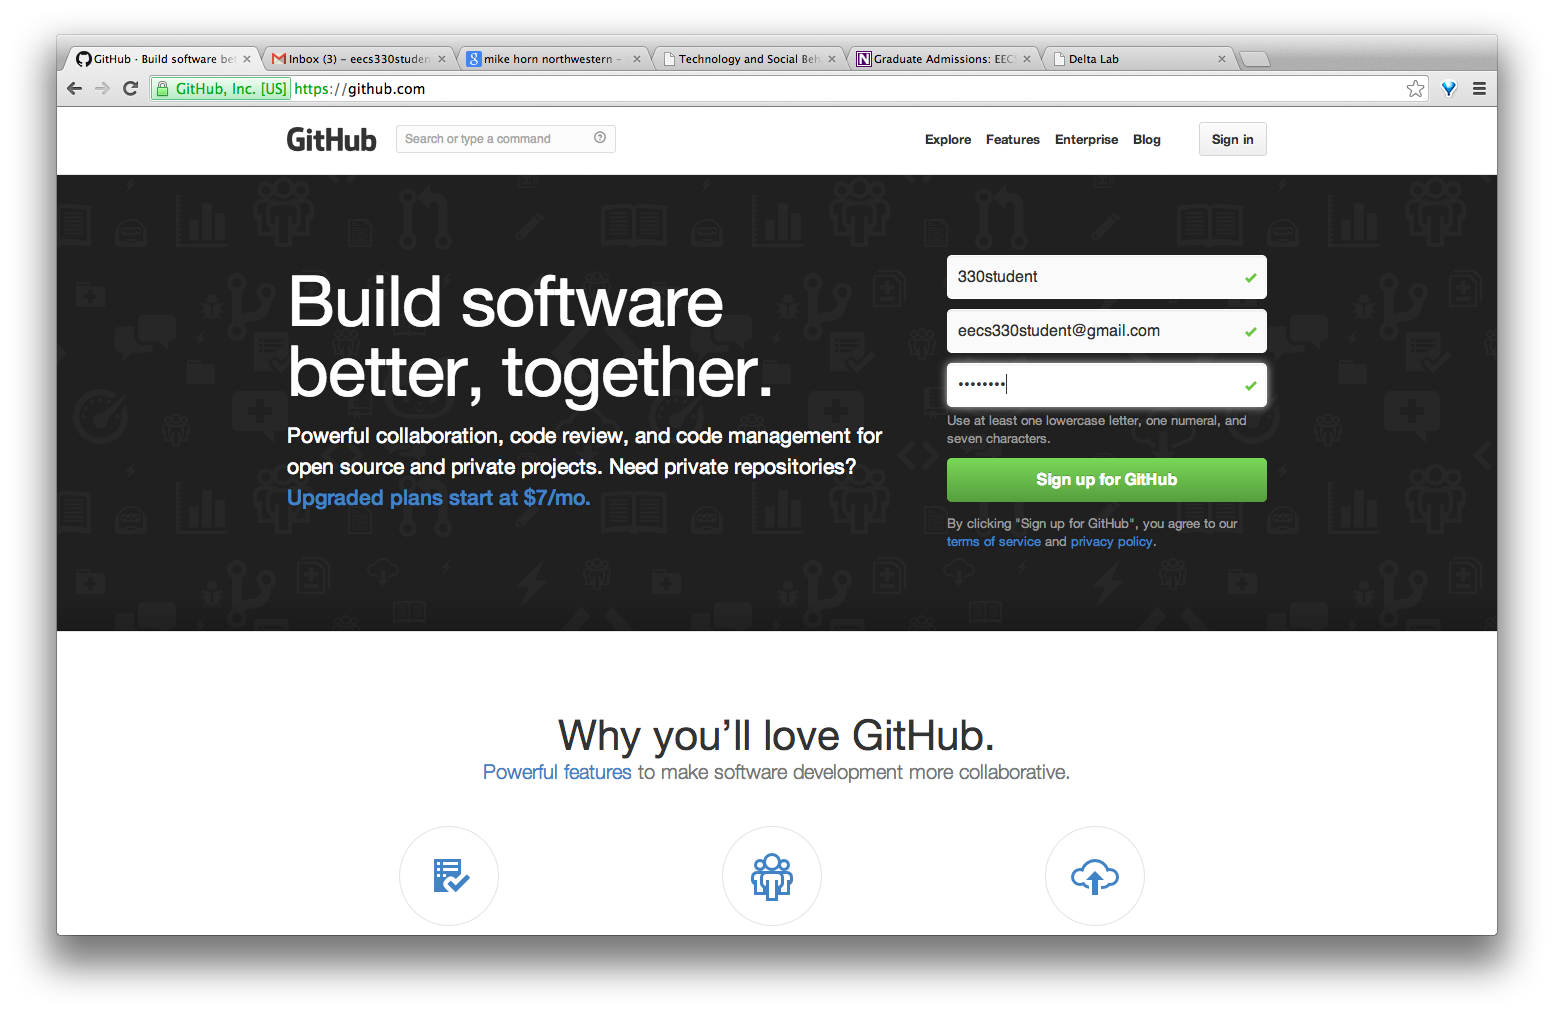 GitHub · Build software be
Inbox (3) – eecs330studen
mike horn northwestern –
Technology and Social Beh
Graduate Admissions: EECS
Delta Lab
GitHub, Inc. [US] https://github.com
GitHub
Search or type a command
Explore Features Enterprise Blog
Sign in
Build software
better, together.
Powerful collaboration, code review, and code management for
open source and private projects. Need private repositories?
Upgraded plans start at $7/mo.
330student
eecs330student@gmail.com
••••••••
Use at least one lowercase letter, one numeral, and
seven characters.
Sign up for GitHub
By clicking "Sign up for GitHub", you agree to our
terms of service and privacy policy.
Why you’ll love GitHub.
Powerful features to make software development more collaborative.